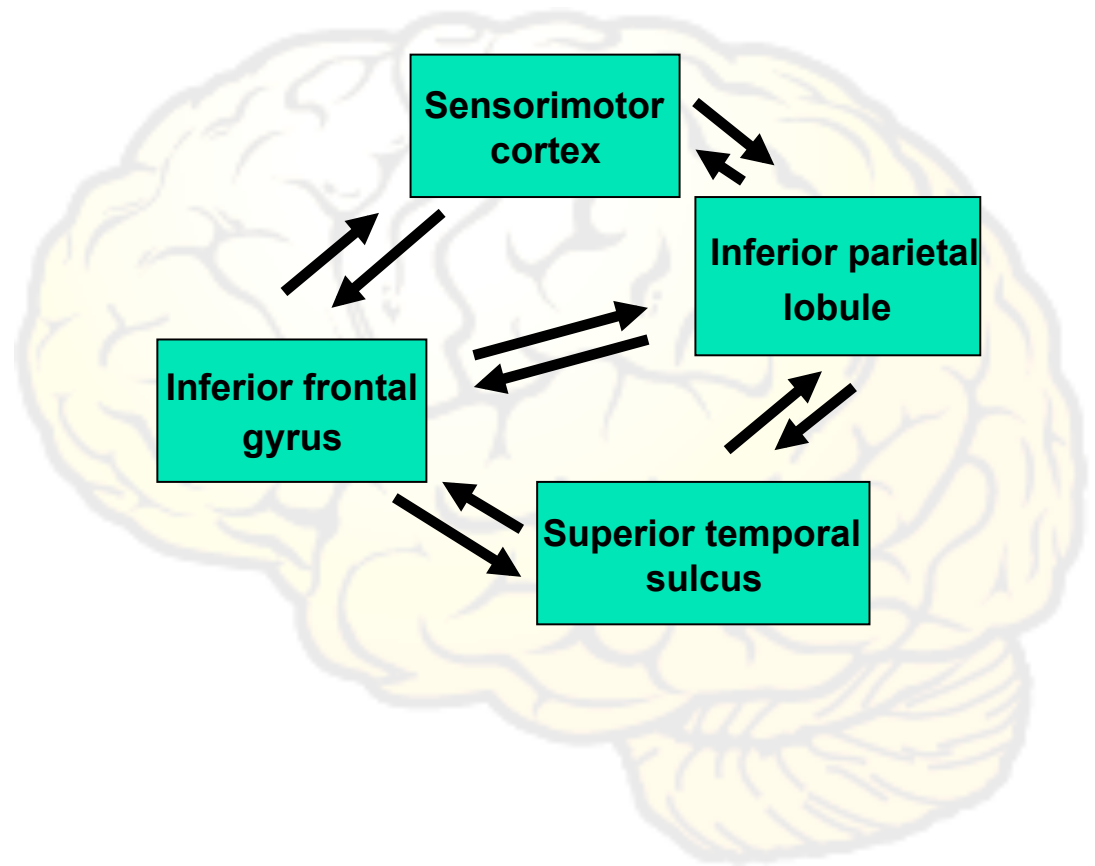 Sensorimotor
cortex
Inferior parietal
lobule
Inferior frontal
gyrus
Superior temporal
sulcus